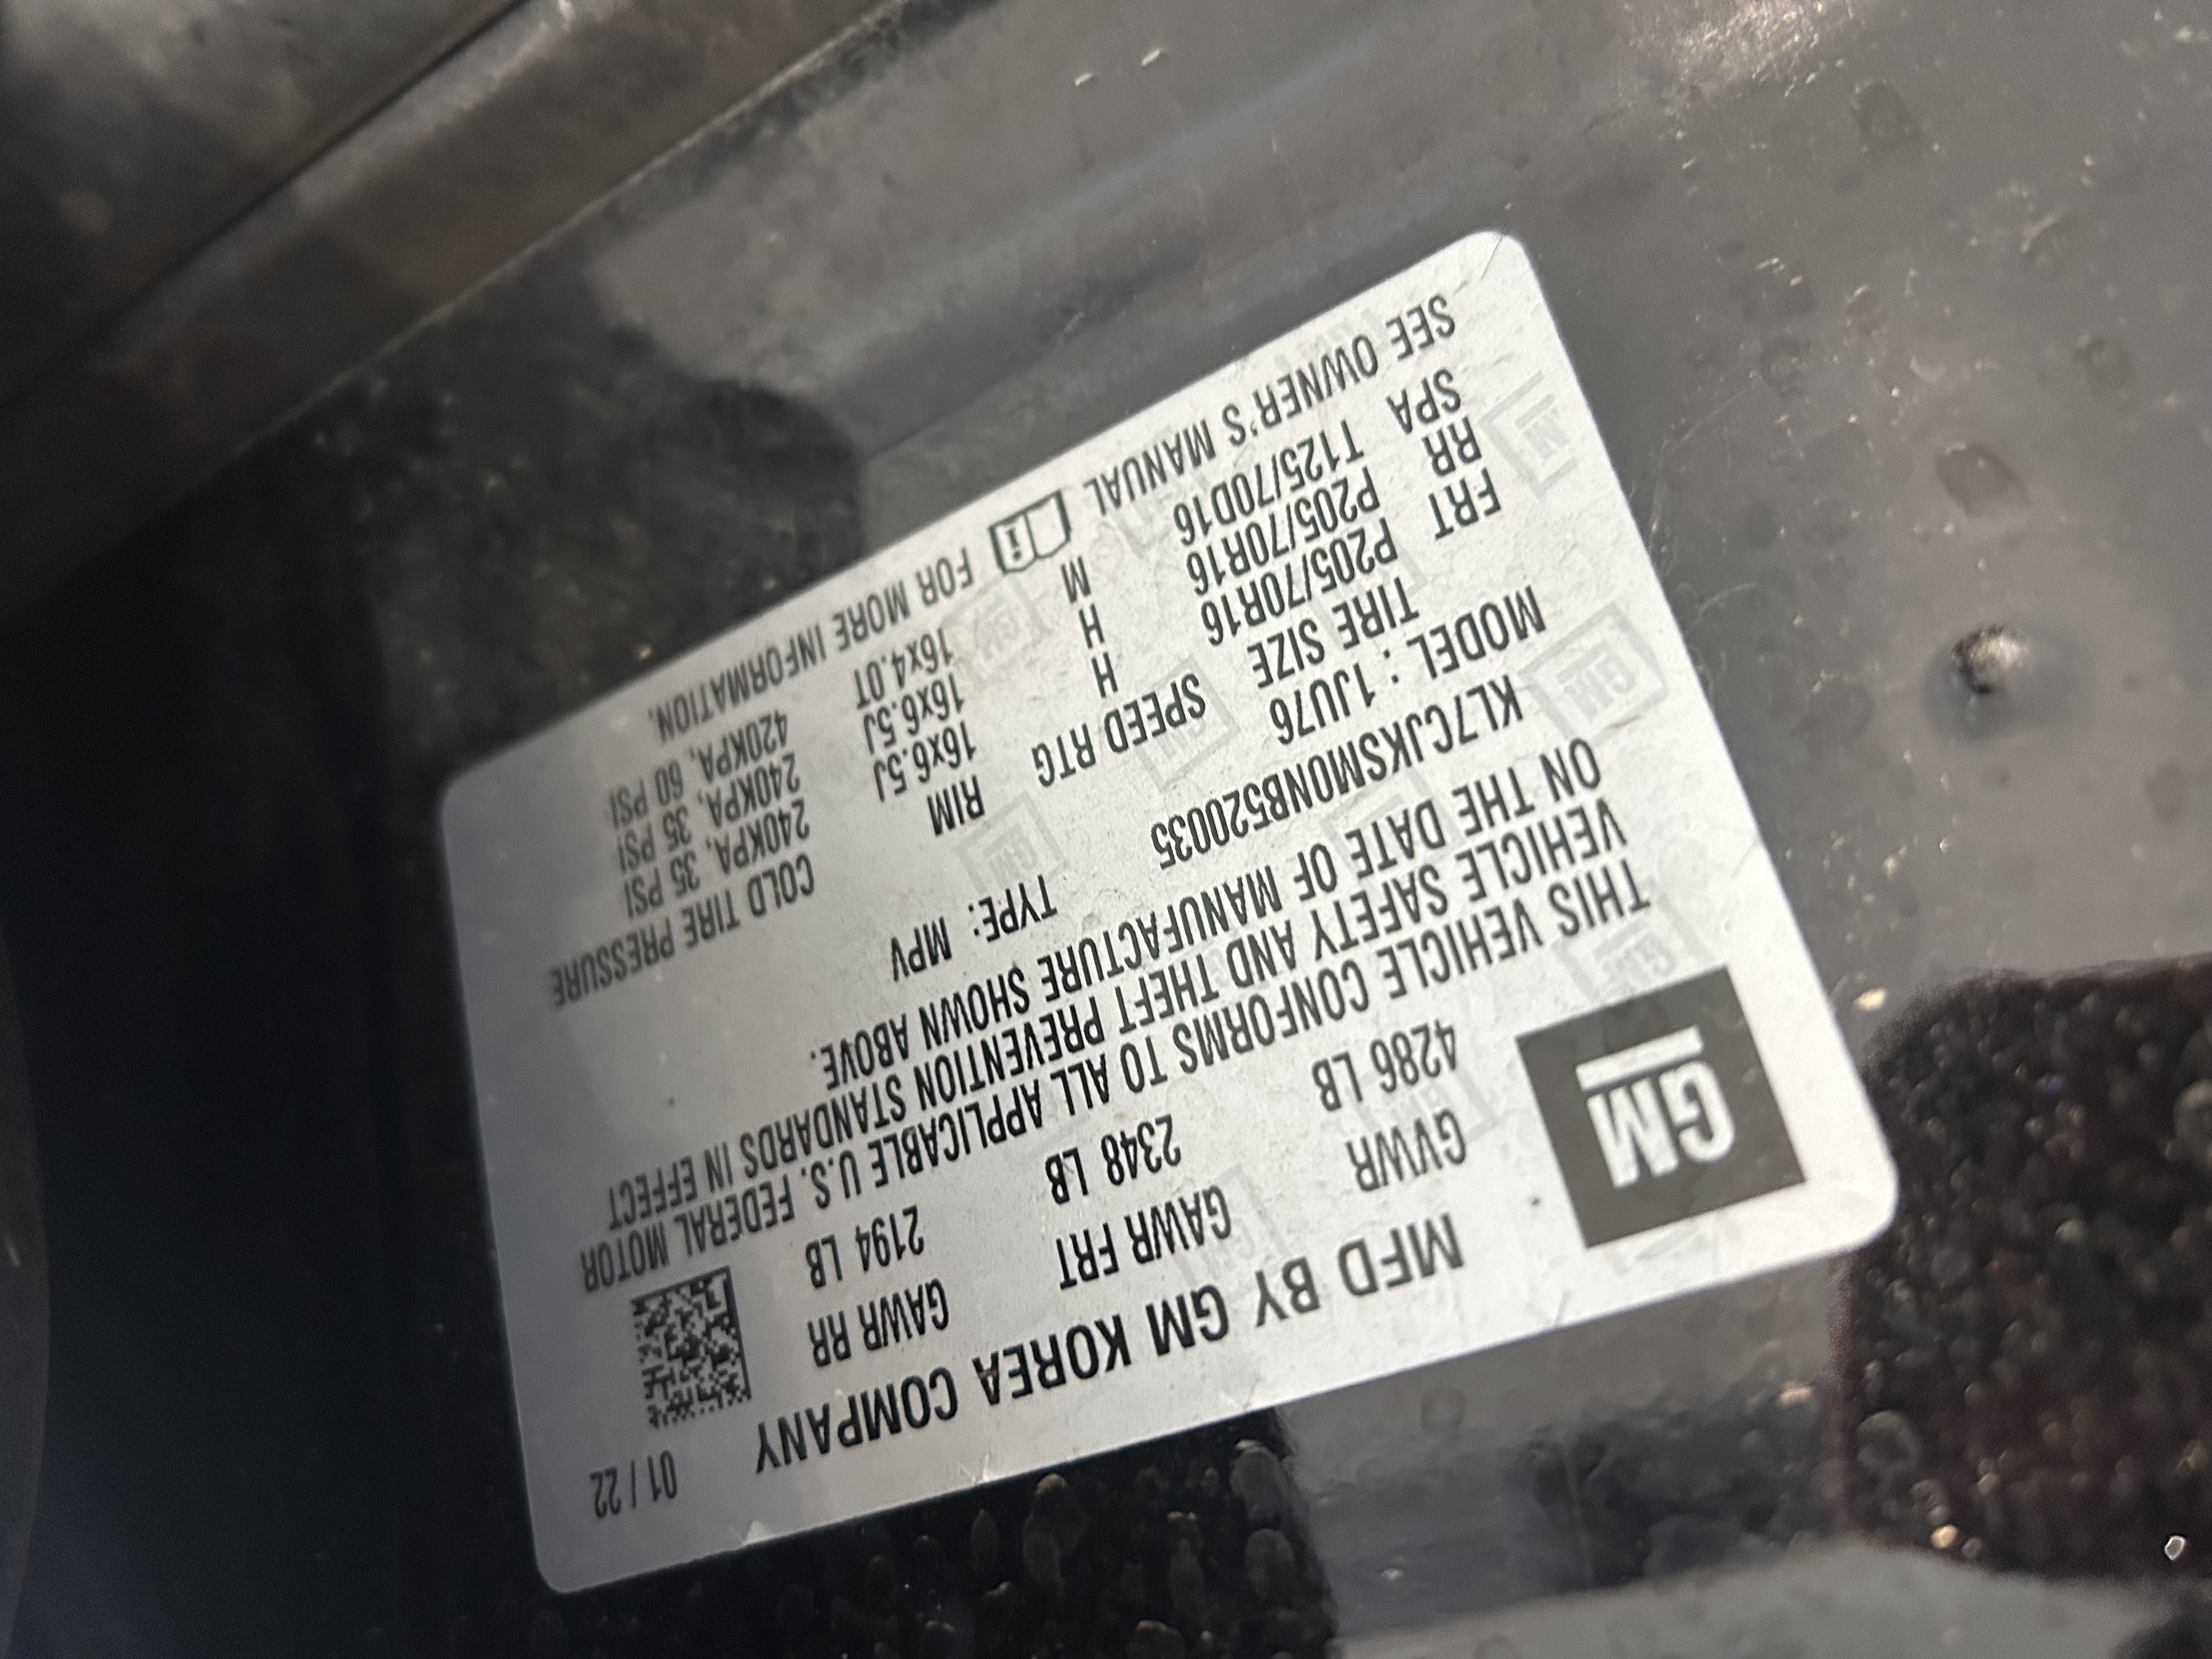 01 / 22
MFD BY GM KOREA COMPANY
GM
GVWR GAWR FRT GAWR RR
4286 LB 2348 LB 2194 LB
THIS VEHICLE CONFORMS TO ALL APPLICABLE U.S. FEDERAL MOTOR
VEHICLE SAFETY AND THEFT PREVENTION STANDARDS IN EFFECT
ON THE DATE OF MANUFACTURE SHOWN ABOVE.
KL7CJKSM0NB520035 TYPE: MPV
MODEL : 1JU76
TIRE SIZE SPEED RTG RIM COLD TIRE PRESSURE
FRT P205/70R16 H 16x6.5J 240KPA, 35 PSI
RR P205/70R16 H 16x6.5J 240KPA, 35 PSI
SPA T125/70D16 M 16x4.0T 420KPA, 60 PSI
SEE OWNER'S MANUAL FOR MORE INFORMATION.